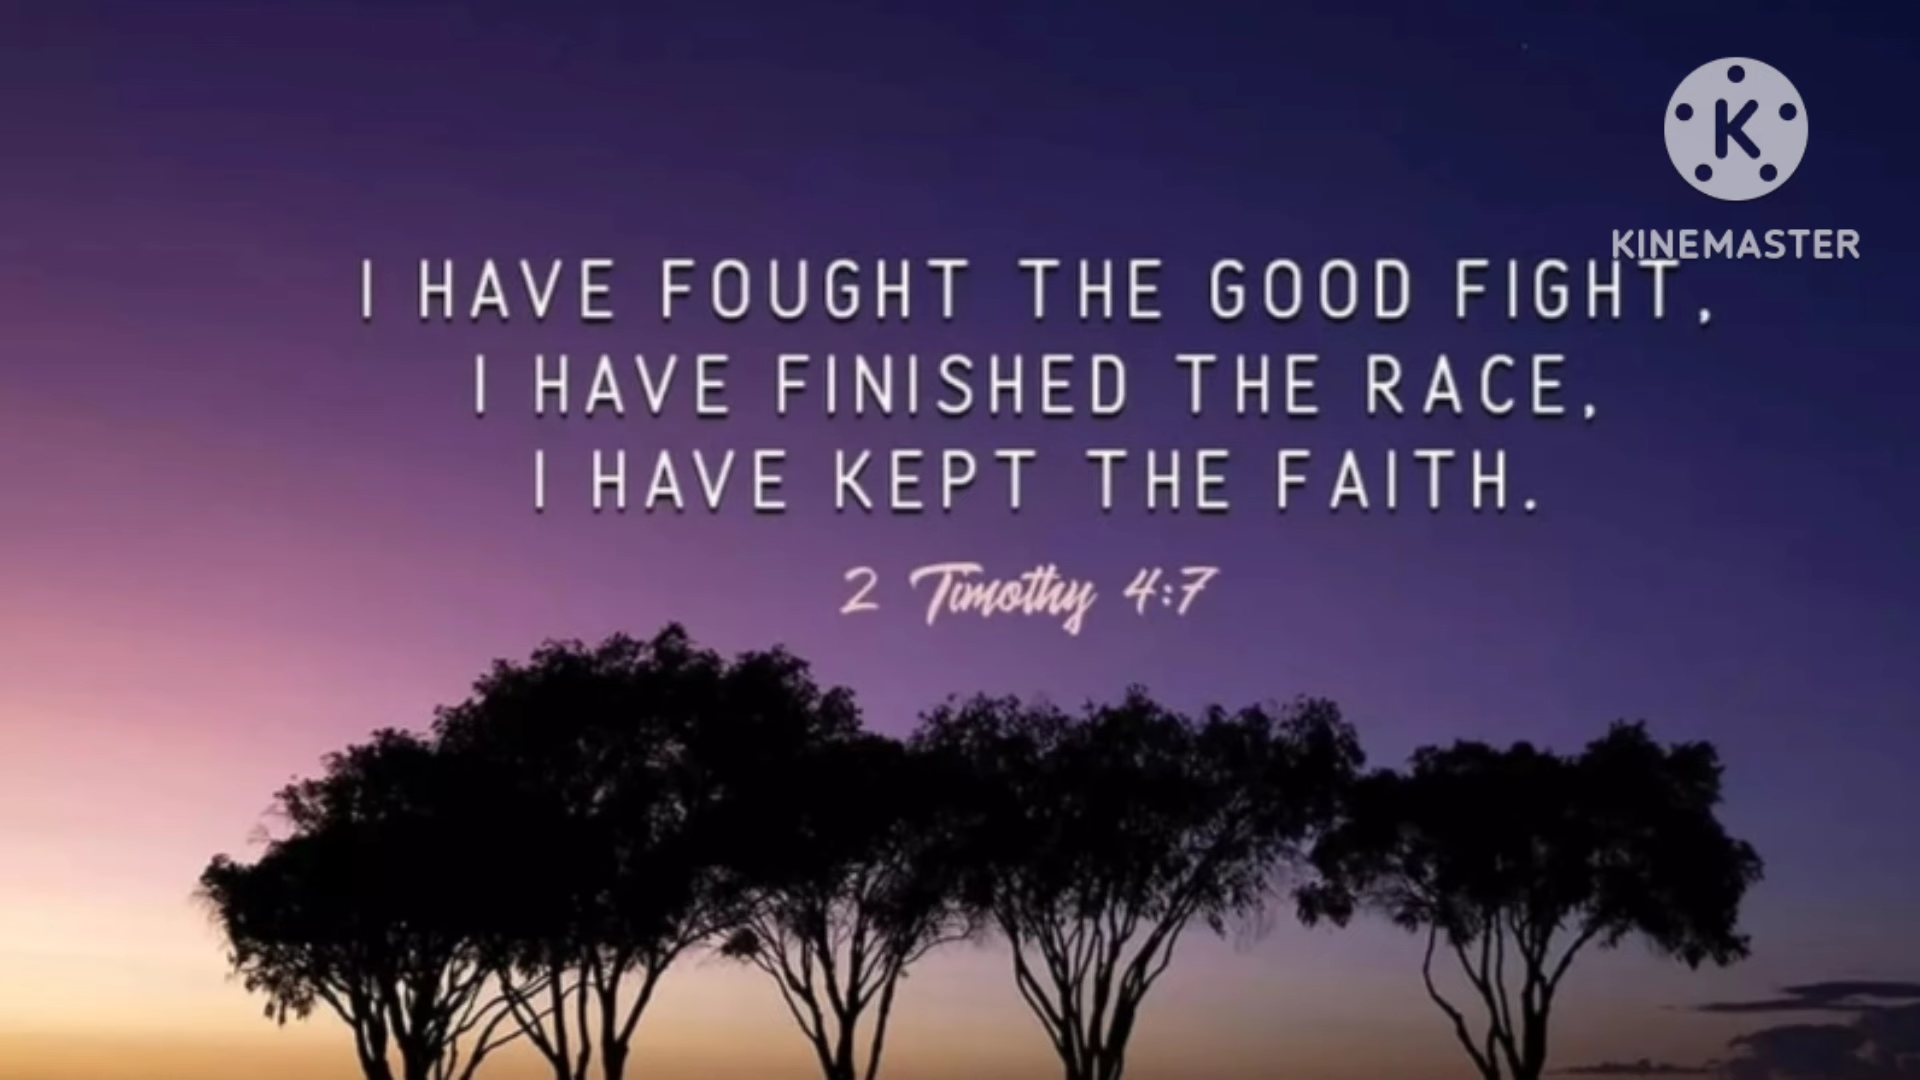 K
KINEMASTER
I HAVE FOUGHT THE GOOD FIGHT,
I HAVE FINISHED THE RACE,
I HAVE KEPT THE FAITH.
2 Timothy 4:7